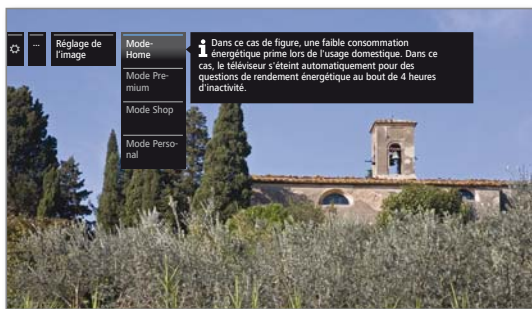 ...
Réglage de
l'image
Mode-
Home
Mode Pre-
mium
Mode Shop
Mode Perso-
nal
Dans ce cas de figure, une faible consommation
énergétique prime lors de l'usage domestique. Dans ce
cas, le téléviseur s'éteint automatiquement pour des
questions de rendement énergétique au bout de 4 heures
d'inactivité.